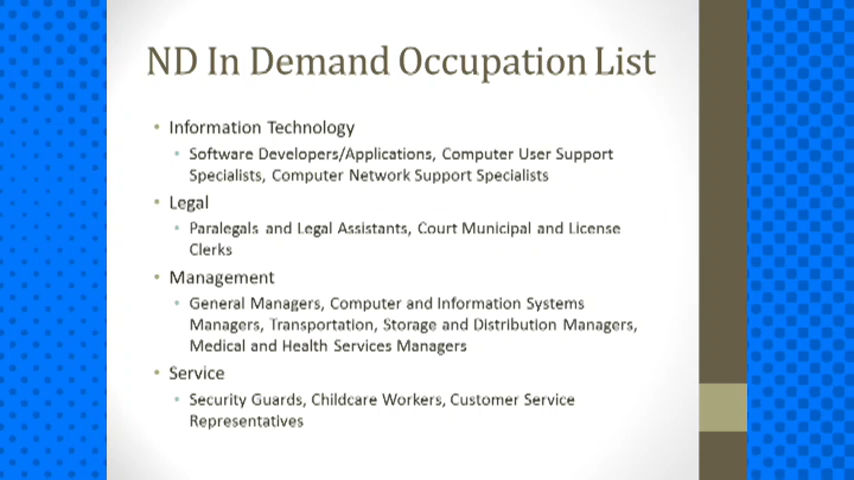 ND In Demand Occupation List
• Information Technology
• Software Developers/Applications, Computer User Support
Specialists, Computer Network Support Specialists
• Legal
• Paralegals and Legal Assistants, Court Municipal and License
Clerks
• Management
• General Managers, Computer and Information Systems
Managers, Transportation, Storage and Distribution Managers,
Medical and Health Services Managers
• Service
• Security Guards, Childcare Workers, Customer Service
Representatives